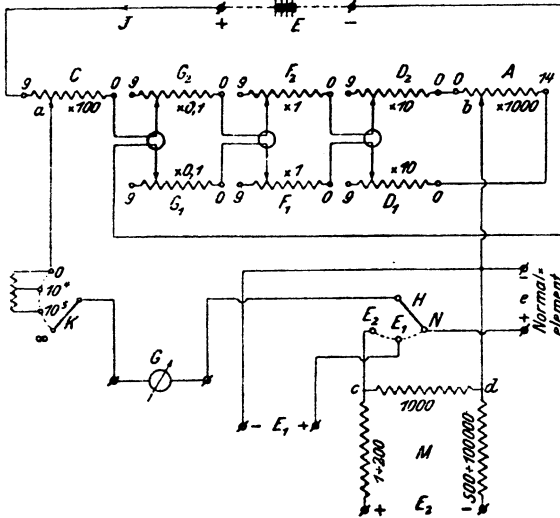 J + E −
9 C 0 9 G₂ 0 9 F₂ 0 9 D₂ 0 0 A 14
a ×100 ×0,1 ×1 ×10 b ×1000
×0,1 ×1 ×10
9 G₁ 0 9 F₁ 0 9 D₁ 0
0
10⁴
10⁵
∞ K
G
H
E₂ E₁ N
− e +
Normal=
element
c 1000 d
− E₁ +
1÷200 M 500÷100000
+ E₂ −